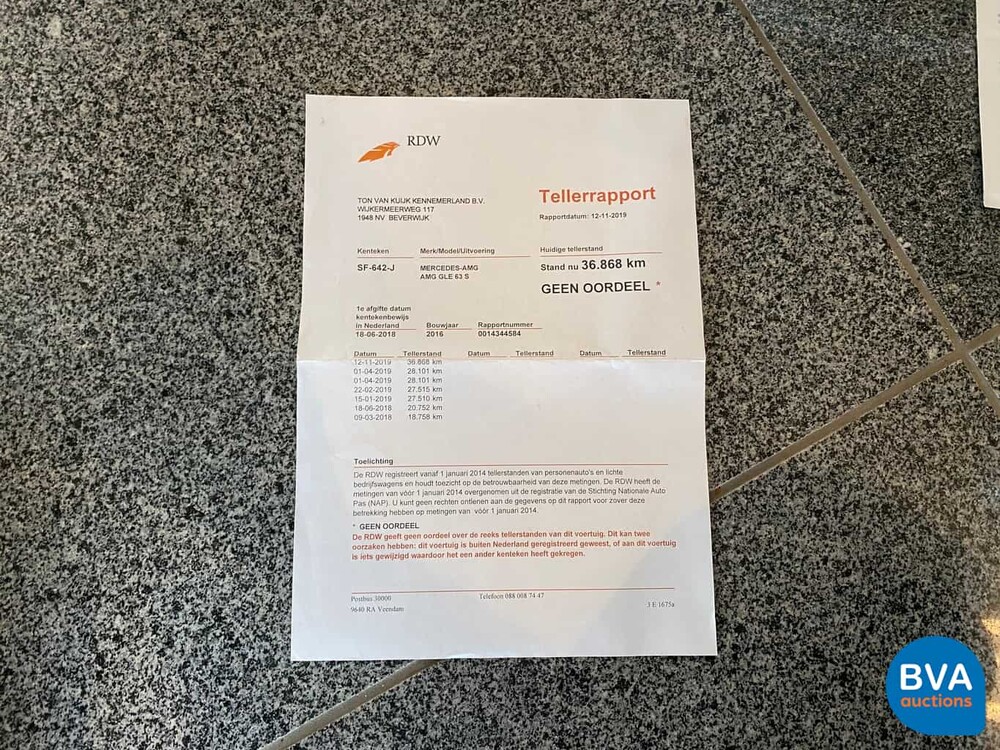 RDW
TON VAN KUIJK KENNEMERLAND B.V.
WIJKERMEERWEG 117
1948 NV BEVERWIJK
Tellerrapport
Rapportdatum: 12-11-2019
Kenteken Merk/Model/Uitvoering Huidige tellerstand
SF-642-J MERCEDES-AMG Stand nu 36.868 km
AMG GLE 63 S
GEEN OORDEEL *
1e afgifte datum
kentekenbewijs
in Nederland Bouwjaar Rapportnummer
18-06-2018 2016 0014344584
Datum Tellerstand Datum Tellerstand Datum Tellerstand
12-11-2019 36.868 km
01-04-2019 28.101 km
01-04-2019 28.101 km
22-02-2019 27.515 km
15-01-2019 27.510 km
18-06-2018 20.752 km
09-03-2018 18.758 km
Toelichting
De RDW registreert vanaf 1 januari 2014 tellerstanden van personenauto's en lichte
bedrijfswagens en houdt toezicht op de betrouwbaarheid van deze metingen. De RDW heeft de
metingen van vóór 1 januari 2014 overgenomen uit de registratie van de Stichting Nationale Auto
Pas (NAP). U kunt geen rechten ontlenen aan de gegevens op dit rapport voor zover deze
betrekking hebben op metingen van vóór 1 januari 2014.
* GEEN OORDEEL
De RDW geeft geen oordeel over de reeks tellerstanden van dit voertuig. Dit kan twee
oorzaken hebben: dit voertuig is buiten Nederland geregistreerd geweest, of aan dit voertuig
is iets gewijzigd waardoor het een ander kenteken heeft gekregen.
Postbus 30000 Telefoon 088 008 74 47
9640 RA Veendam 3 E 1675a
BVA
auctions